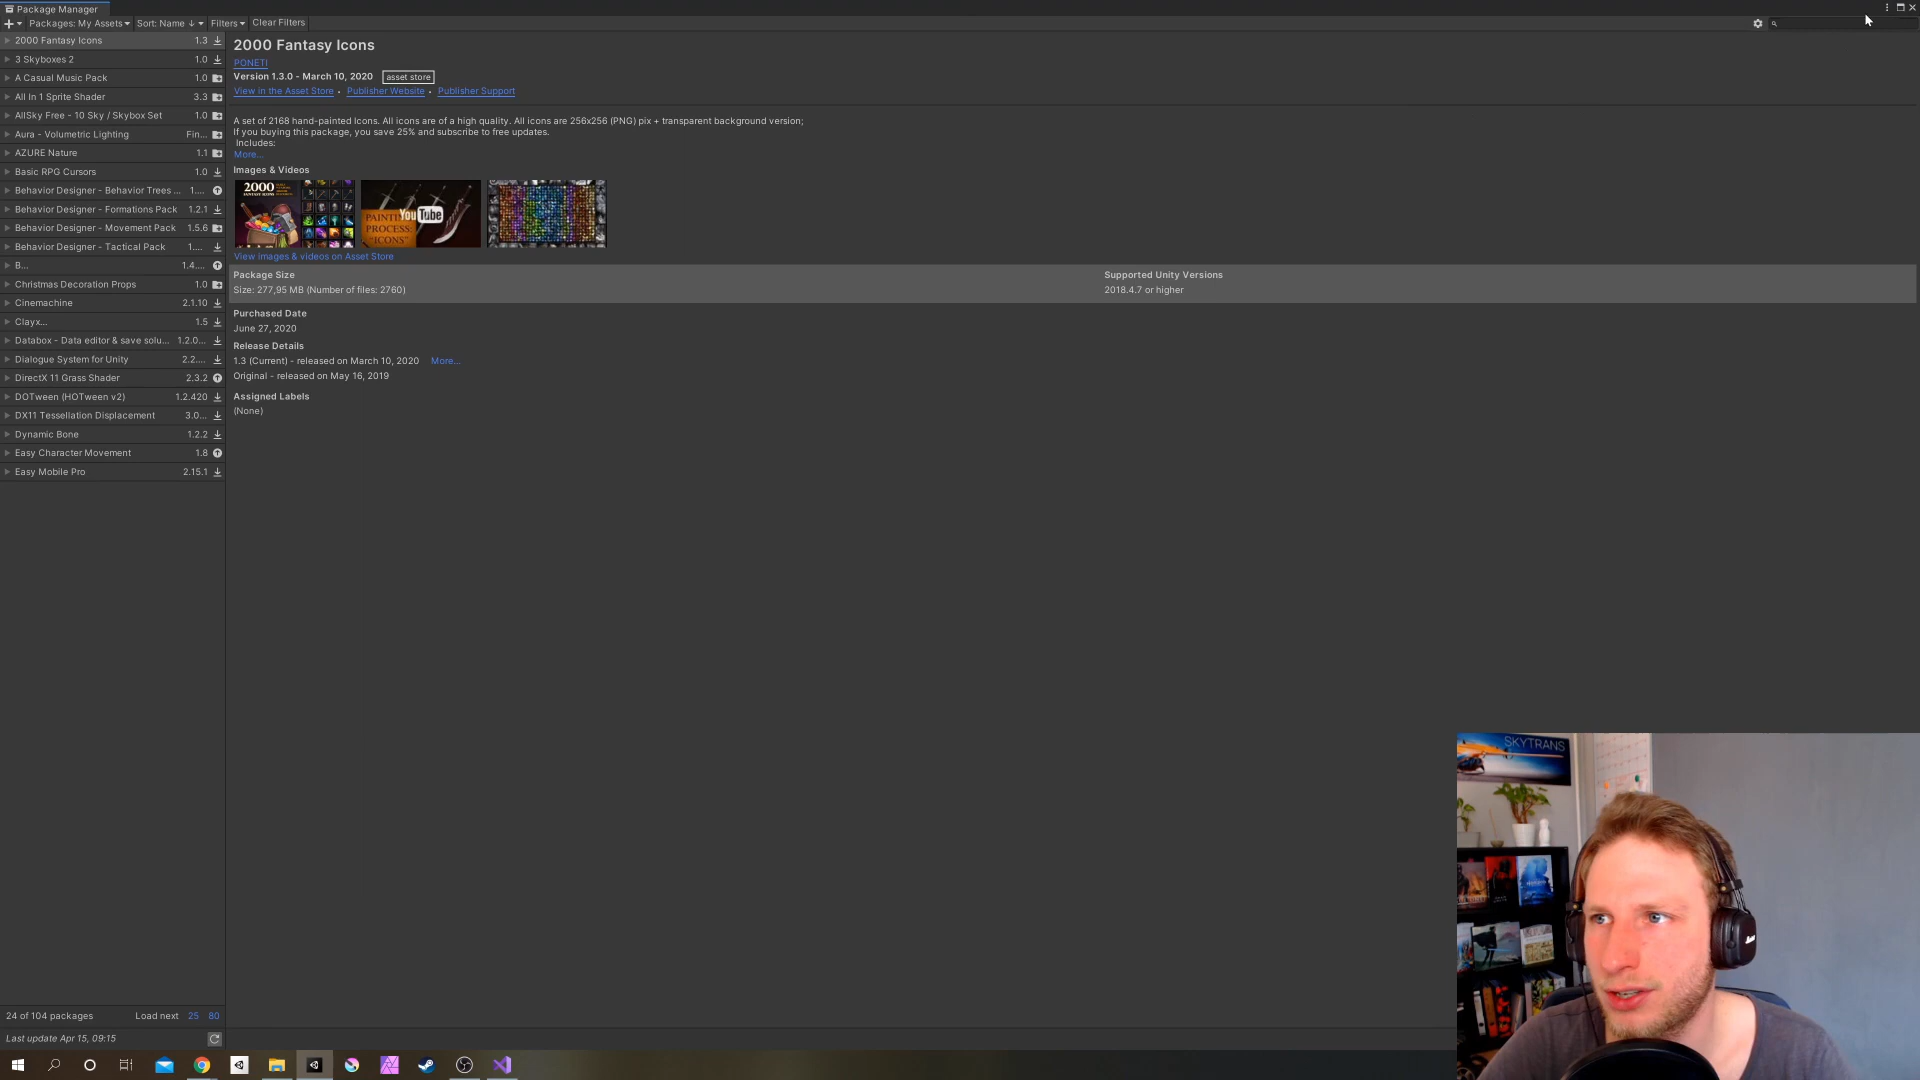 Package Manager
Packages: My Assets
Sort: Name ↓
Filters
Clear Filters
2000 Fantasy Icons 1.3
3 Skyboxes 2 1.0
A Casual Music Pack 1.0
All In 1 Sprite Shader 3.3
AllSky Free - 10 Sky / Skybox Set 1.0
Aura - Volumetric Lighting Fin...
AZURE Nature 1.1
Basic RPG Cursors 1.0
Behavior Designer - Behavior Trees ... 1....
Behavior Designer - Formations Pack 1.2.1
Behavior Designer - Movement Pack 1.5.6
Behavior Designer - Tactical Pack 1....
B... 1.4....
Christmas Decoration Props 1.0
Cinemachine 2.1.10
Clayx... 1.5
Databox - Data editor & save solu... 1.2.0...
Dialogue System for Unity 2.2....
DirectX 11 Grass Shader 2.3.2
DOTween (HOTween v2) 1.2.420
DX11 Tessellation Displacement 3.0...
Dynamic Bone 1.2.2
Easy Character Movement 1.8
Easy Mobile Pro 2.15.1
24 of 104 packages Load next 25 80
Last update Apr 15, 09:15
2000 Fantasy Icons
PONETI
Version 1.3.0 - March 10, 2020 asset store
View in the Asset Store • Publisher Website • Publisher Support
A set of 2168 hand-painted Icons. All icons are of a high quality. All icons are 256x256 (PNG) pix + transparent background version;
If you buying this package, you save 25% and subscribe to free updates.
Includes:
More...
Images & Videos
2000
FANTASY ICONS
PAINTING
PROCESS:
"ICONS"
YouTube
View images & videos on Asset Store
Package Size
Size: 277,95 MB (Number of files: 2760)
Supported Unity Versions
2018.4.7 or higher
Purchased Date
June 27, 2020
Release Details
1.3 (Current) - released on March 10, 2020 More...
Original - released on May 16, 2019
Assigned Labels
(None)
SKYTRANS